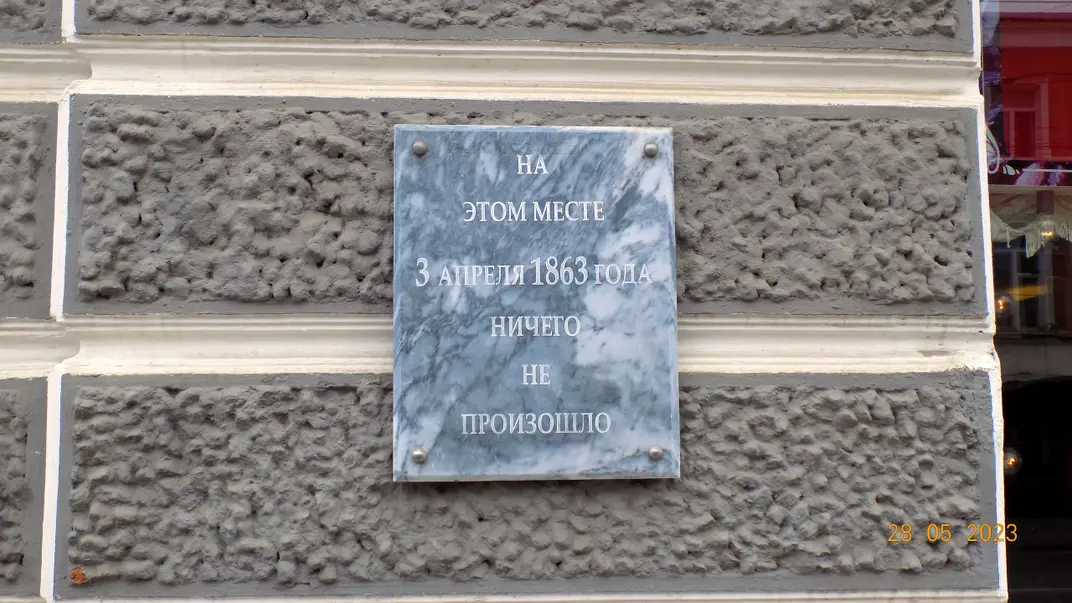 НА
ЭТОМ МЕСТЕ
3 АПРЕЛЯ 1863 ГОДА
НИЧЕГО
НЕ
ПРОИЗОШЛО
28 05 2023